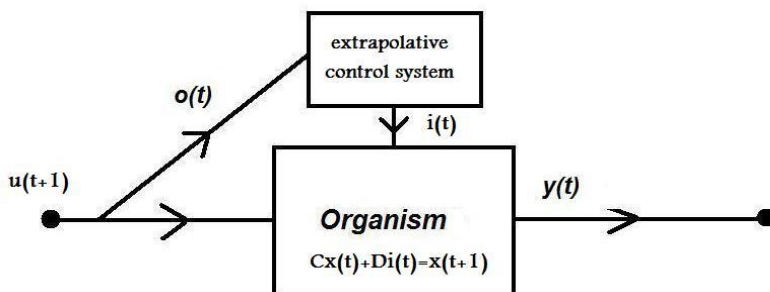 extrapolative
control system
o(t)
i(t)
u(t+1)
y(t)
Organism
Cx(t)+Di(t)=x(t+1)